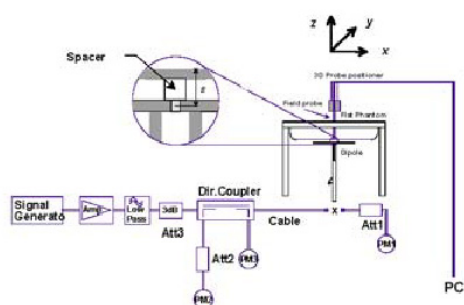 z
y
x
Spacer
s
3D Probe positioner
Field probe
Flat Phantom
Dipole
Dir.Coupler
Signal
Generato
Amp
Low
Pass
3dB
Cable
x
Att1
Att3
Att2
PM3
PM1
PM2
PC